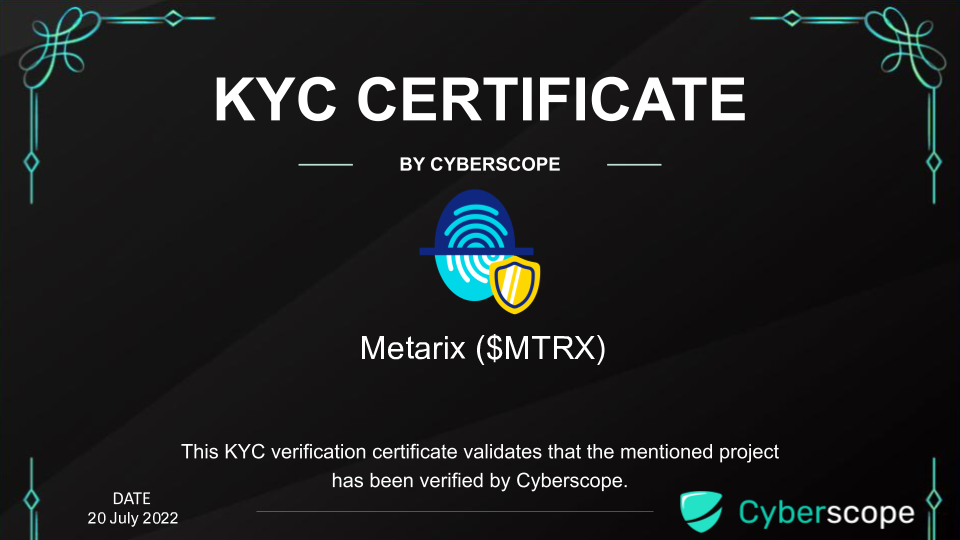 KYC CERTIFICATE
BY CYBERSCOPE
Metarix ($MTRX)
This KYC verification certificate validates that the mentioned project
has been verified by Cyberscope.
DATE
20 July 2022
Cyberscope